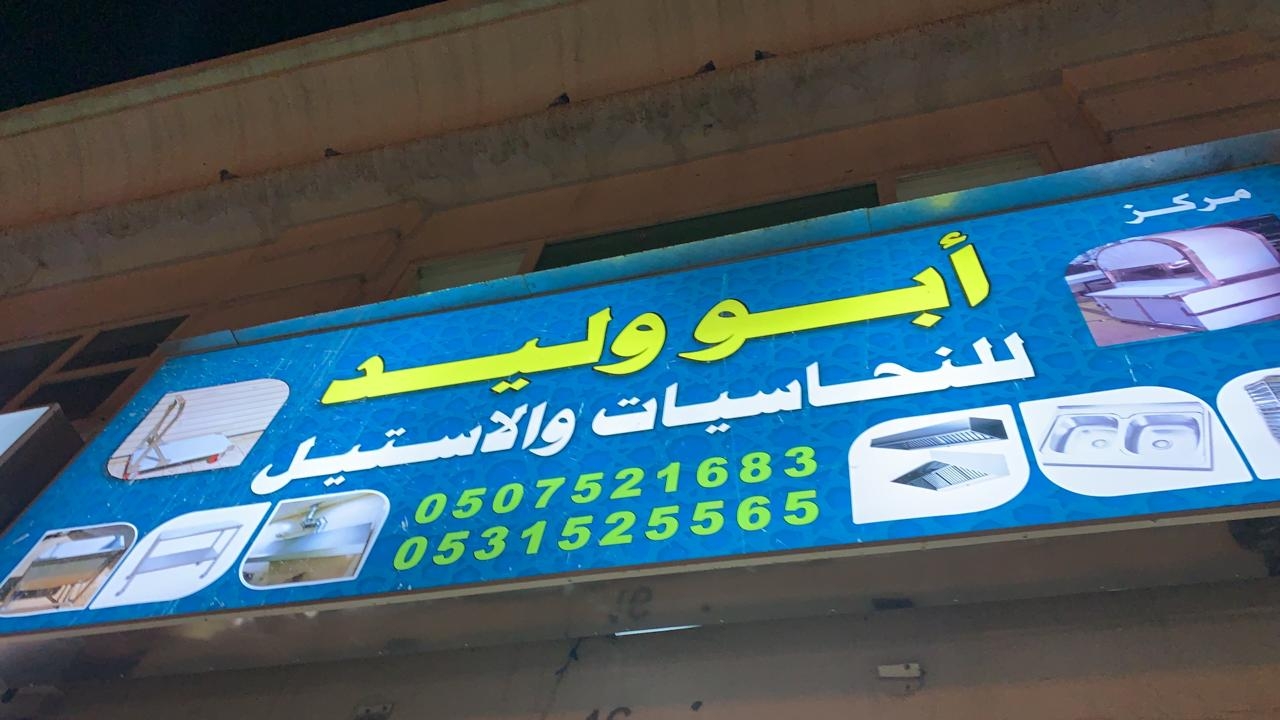 مركز
أبو وليد
للنحاسيات والاستيل
0507521683
0531525565